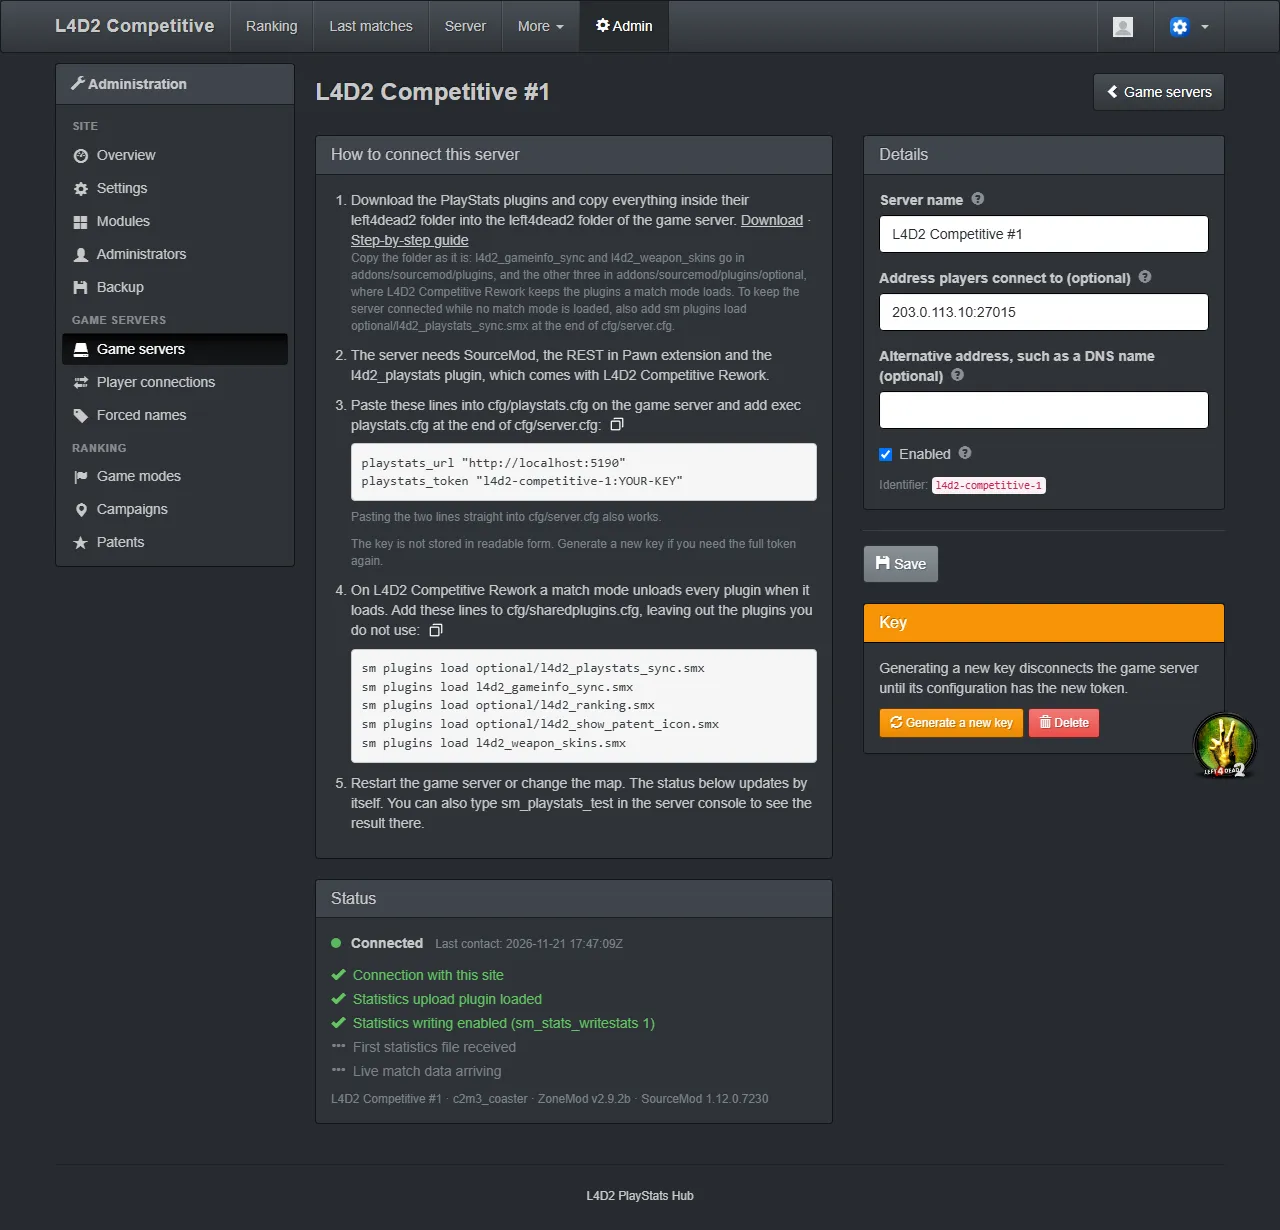 L4D2 Competitive
Ranking
Last matches
Server
More
Admin
Administration
SITE
Overview
Settings
Modules
Administrators
Backup
GAME SERVERS
Game servers
Player connections
Forced names
RANKING
Game modes
Campaigns
Patents
L4D2 Competitive #1
Game servers
How to connect this server
1. Download the PlayStats plugins and copy everything inside their
left4dead2 folder into the left4dead2 folder of the game server. Download ·
Step-by-step guide
Copy the folder as it is: l4d2_gameinfo_sync and l4d2_weapon_skins go in
addons/sourcemod/plugins, and the other three in addons/sourcemod/plugins/optional,
where L4D2 Competitive Rework keeps the plugins a match mode loads. To keep the
server connected while no match mode is loaded, also add sm plugins load
optional/l4d2_playstats_sync.smx at the end of cfg/server.cfg.
2. The server needs SourceMod, the REST in Pawn extension and the
l4d2_playstats plugin, which comes with L4D2 Competitive Rework.
3. Paste these lines into cfg/playstats.cfg on the game server and add exec
playstats.cfg at the end of cfg/server.cfg:
playstats_url "http://localhost:5190"
playstats_token "l4d2-competitive-1:YOUR-KEY"
Pasting the two lines straight into cfg/server.cfg also works.
The key is not stored in readable form. Generate a new key if you need the full token
again.
4. On L4D2 Competitive Rework a match mode unloads every plugin when it
loads. Add these lines to cfg/sharedplugins.cfg, leaving out the plugins you
do not use:
sm plugins load optional/l4d2_playstats_sync.smx
sm plugins load l4d2_gameinfo_sync.smx
sm plugins load optional/l4d2_ranking.smx
sm plugins load optional/l4d2_show_patent_icon.smx
sm plugins load l4d2_weapon_skins.smx
5. Restart the game server or change the map. The status below updates by
itself. You can also type sm_playstats_test in the server console to see the
result there.
Status
Connected Last contact: 2026-11-21 17:47:09Z
Connection with this site
Statistics upload plugin loaded
Statistics writing enabled (sm_stats_writestats 1)
First statistics file received
Live match data arriving
L4D2 Competitive #1 · c2m3_coaster · ZoneMod v2.9.2b · SourceMod 1.12.0.7230
Details
Server name
L4D2 Competitive #1
Address players connect to (optional)
203.0.113.10:27015
Alternative address, such as a DNS name
(optional)
Enabled
Identifier: l4d2-competitive-1
Save
Key
Generating a new key disconnects the game server
until its configuration has the new token.
Generate a new key
Delete
LEFT 4 DEAD 2
L4D2 PlayStats Hub